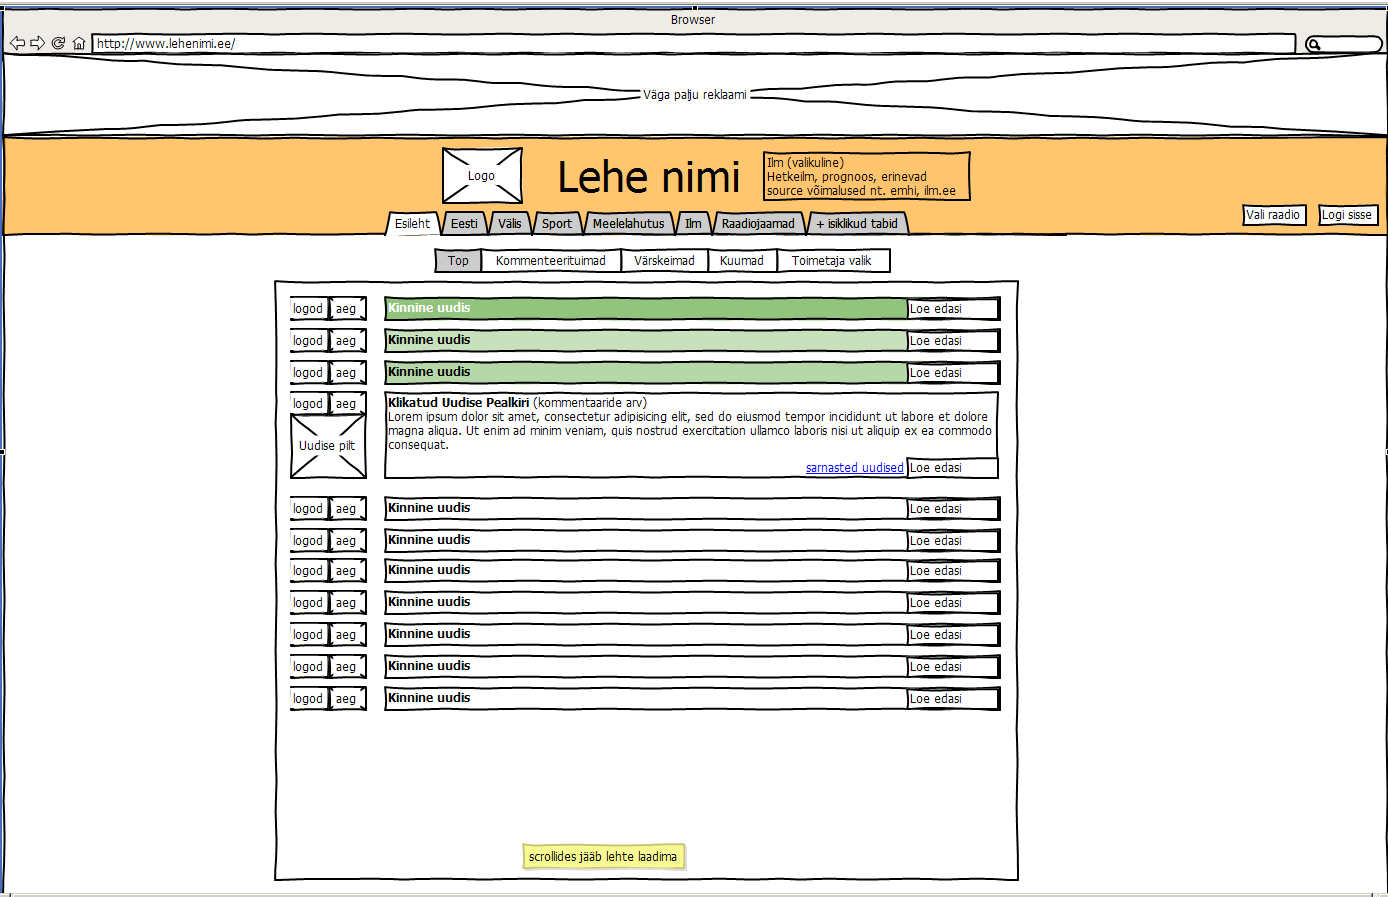 Browser
http://www.lehenimi.ee/
Väga palju reklaami
Logo
Lehe nimi
Ilm (valikuline)
Hetkeilm, prognoos, erinevad
source võimalused nt. emhi, ilm.ee
Vali raadio
Logi sisse
Esileht Eesti Välis Sport Meelelahutus Ilm Raadiojaamad + isiklikud tabid
Top Kommenteerituimad Värskeimad Kuumad Toimetaja valik
logod aeg Kinnine uudis Loe edasi
logod aeg Kinnine uudis Loe edasi
logod aeg Kinnine uudis Loe edasi
logod aeg Klikatud Uudise Pealkiri (kommentaaride arv)
Lorem ipsum dolor sit amet, consectetur adipisicing elit, sed do eiusmod tempor incididunt ut labore et dolore
magna aliqua. Ut enim ad minim veniam, quis nostrud exercitation ullamco laboris nisi ut aliquip ex ea commodo
consequat.
Uudise pilt
sarnasted uudised Loe edasi
logod aeg Kinnine uudis Loe edasi
logod aeg Kinnine uudis Loe edasi
logod aeg Kinnine uudis Loe edasi
logod aeg Kinnine uudis Loe edasi
logod aeg Kinnine uudis Loe edasi
logod aeg Kinnine uudis Loe edasi
logod aeg Kinnine uudis Loe edasi
scrollides jääb lehte laadima